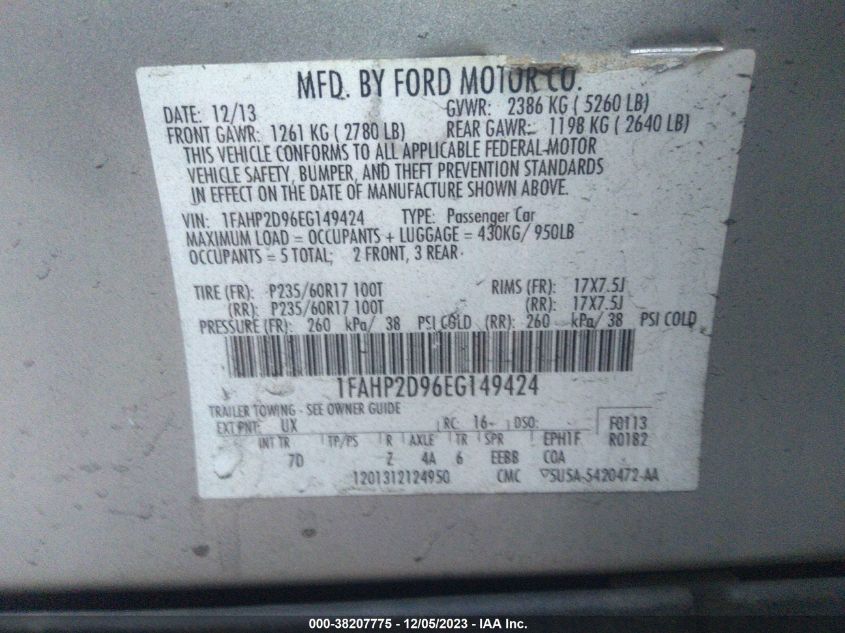 MFD. BY FORD MOTOR CO.
DATE: 12/13 GVWR: 2386 KG ( 5260 LB)
FRONT GAWR: 1261 KG ( 2780 LB) REAR GAWR: 1198 KG ( 2640 LB)
THIS VEHICLE CONFORMS TO ALL APPLICABLE FEDERAL MOTOR
VEHICLE SAFETY, BUMPER, AND THEFT PREVENTION STANDARDS
IN EFFECT ON THE DATE OF MANUFACTURE SHOWN ABOVE.
VIN: 1FAHP2D96EG149424 TYPE: Passenger Car
MAXIMUM LOAD = OCCUPANTS + LUGGAGE = 430KG/ 950LB
OCCUPANTS = 5 TOTAL; 2 FRONT, 3 REAR
TIRE (FR): P235/60R17 100T RIMS (FR): 17X7.5J
(RR): P235/60R17 100T (RR): 17X7.5J
PRESSURE (FR): 260 kPa/ 38 PSI COLD (RR): 260 kPa/ 38 PSI COLD
1FAHP2D96EG149424
TRAILER TOWING - SEE OWNER GUIDE
EXT PNT: UX RC: 16 DSO: F0113
INT TR TP/PS R AXLE TR SPR EPH1F R0182
7D 2 4A 6 EEBB COA
1201312124950 CMC 5U5A-5420472-AA
000-38207775 - 12/05/2023 - IAA Inc.